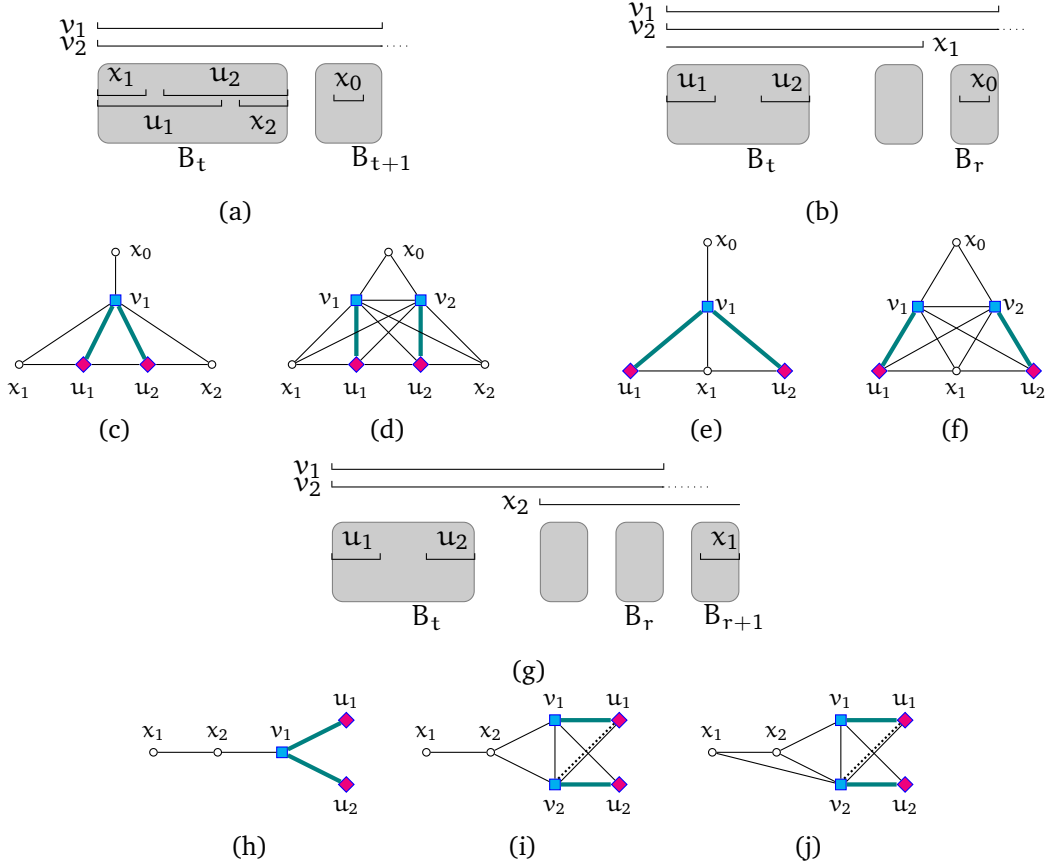 v₁ v₁
v₂ v₂
x₁
x₁ u₂ x₀ u₁ u₂ x₀
u₁ x₂
B_t B_{t+1} B_t B_r
(a) (b)
x₀ x₀ x₀ x₀
v₁ v₁ v₂ v₁ v₁ v₂
x₁ u₁ u₂ x₂ x₁ u₁ u₂ x₂ u₁ x₁ u₂ u₁ x₁ u₂
(c) (d) (e) (f)
v₁
v₂
x₂
u₁ u₂ x₁
B_t B_r B_{r+1}
(g)
u₁ v₁ u₁ v₁ u₁
x₁ x₂ v₁ x₁ x₂ x₁ x₂
u₂ v₂ u₂ v₂ u₂
(h) (i) (j)